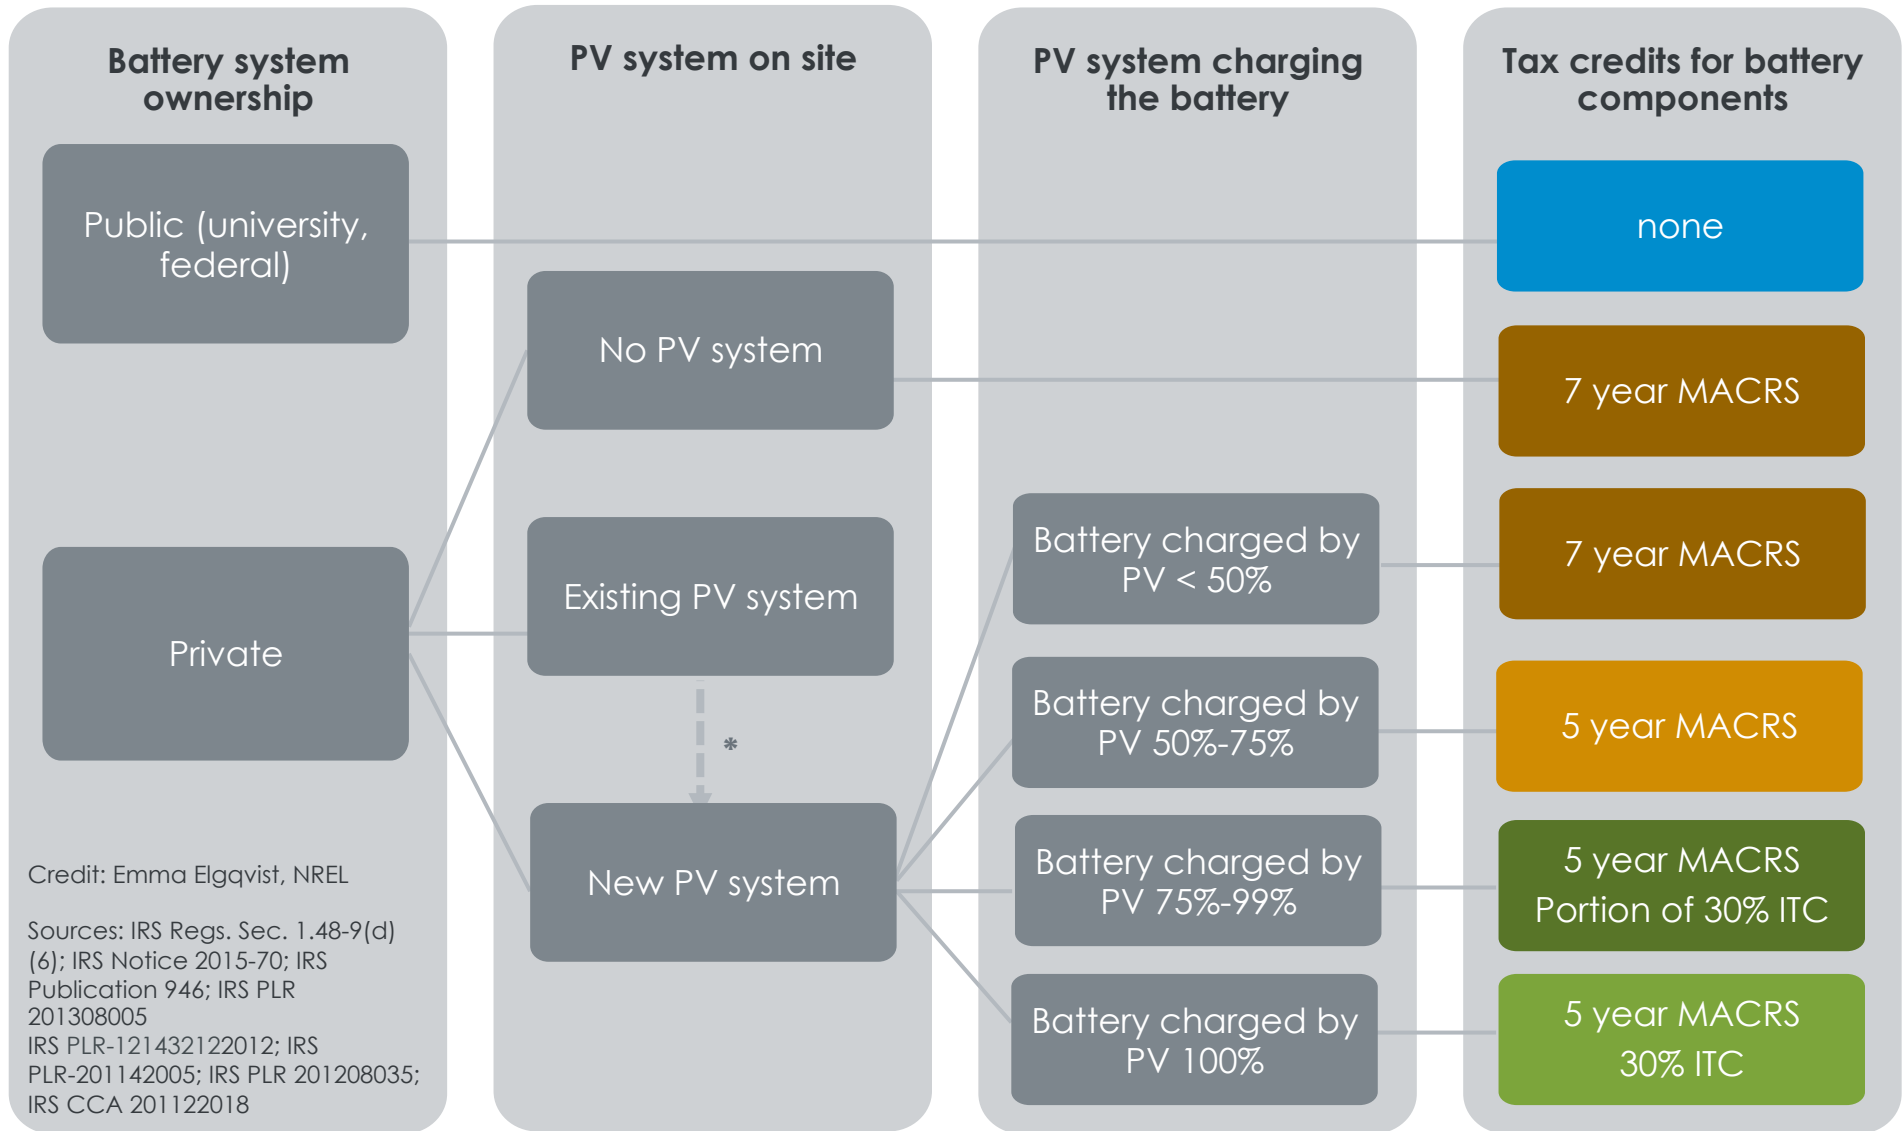 Battery system
ownership
PV system on site
PV system charging
the battery
Tax credits for battery
components
Public (university,
federal)
none
No PV system
7 year MACRS
Private
Existing PV system
*
New PV system
Battery charged by
PV < 50%
7 year MACRS
Battery charged by
PV 50%-75%
5 year MACRS
Battery charged by
PV 75%-99%
5 year MACRS
Portion of 30% ITC
Battery charged by
PV 100%
5 year MACRS
30% ITC
Credit: Emma Elgqvist, NREL
Sources: IRS Regs. Sec. 1.48-9(d)
(6); IRS Notice 2015-70; IRS
Publication 946; IRS PLR
201308005
IRS PLR-121432122012; IRS
PLR-201142005; IRS PLR 201208035;
IRS CCA 201122018